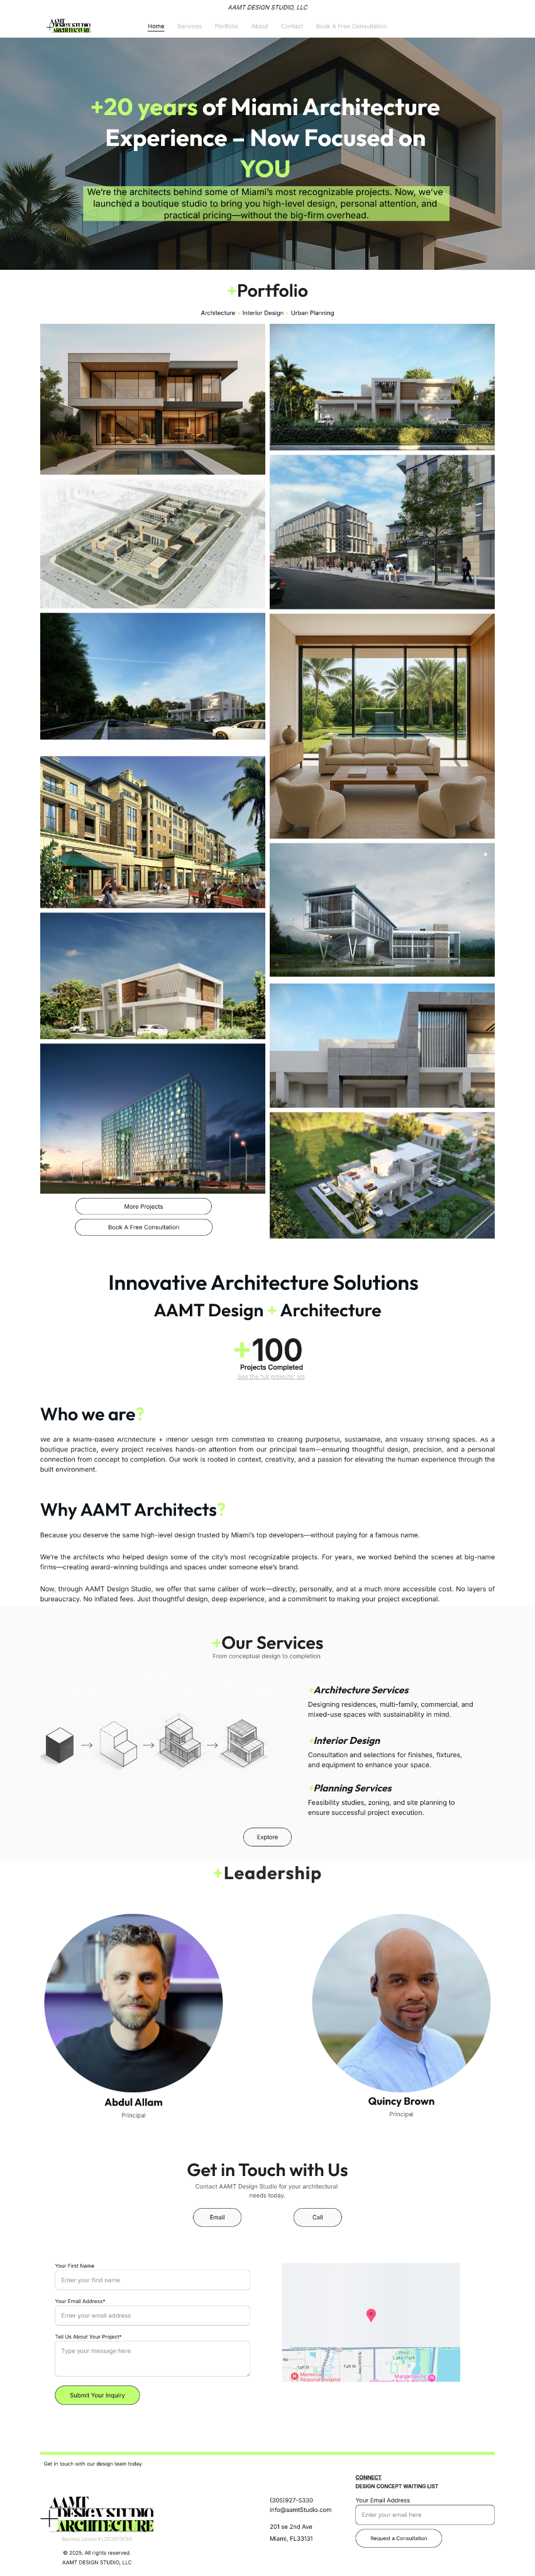 AAMT DESIGN STUDIO, LLC
AAMT
DESIGN STUDIO
ARCHITECTURE
Home Services Portfolio About Contact Book A Free Consultation
+20 years of Miami Architecture
Experience – Now Focused on
YOU
We're the architects behind some of Miami's most recognizable projects. Now, we've
launched a boutique studio to bring you high-level design, personal attention, and
practical pricing—without the big-firm overhead.
+Portfolio
Architecture + Interior Design + Urban Planning
More Projects
Book A Free Consultation
Innovative Architecture Solutions
AAMT Design + Architecture
+100
Projects Completed
See the full projects' list
Who we are?
We are a Miami-based Architecture + Interior Design firm committed to creating purposeful, sustainable, and visually striking spaces. As a
boutique practice, every project receives hands-on attention from our principal team—ensuring thoughtful design, precision, and a personal
connection from concept to completion. Our work is rooted in context, creativity, and a passion for elevating the human experience through the
built environment.
Why AAMT Architects?
Because you deserve the same high-level design trusted by Miami's top developers—without paying for a famous name.
We're the architects who helped design some of the city's most recognizable projects. For years, we worked behind the scenes at big-name
firms—creating award-winning buildings and spaces under someone else's brand.
Now, through AAMT Design Studio, we offer that same caliber of work—directly, personally, and at a much more accessible cost. No layers of
bureaucracy. No inflated fees. Just thoughtful design, deep experience, and a commitment to making your project exceptional.
+Our Services
From conceptual design to completion
+Architecture Services
Designing residences, multi-family, commercial, and
mixed-use spaces with sustainability in mind.
+Interior Design
Consultation and selections for finishes, fixtures,
and equipment to enhance your space.
+Planning Services
Feasibility studies, zoning, and site planning to
ensure successful project execution.
Explore
+Leadership
Abdul Allam
Principal
Quincy Brown
Principal
Get in Touch with Us
Contact AAMT Design Studio for your architectural
needs today.
Email
Call
Your First Name
Enter your first name
Your Email Address*
Enter your email address
Tell Us About Your Project*
Type your message here
Submit Your Inquiry
Taft St
Taft St
Memorial
Regional Hospital
West
Lake Park
Get in touch with our design team today.
CONNECT
DESIGN CONCEPT WAITING LIST
Your Email Address
Enter your email here
Request a Consultation
(305)927-5330
info@aamtStudio.com
201 se 2nd Ave
Miami, FL33131
AAMT
DESIGN STUDIO
ARCHITECTURE
© 2025. All rights reserved.
AAMT DESIGN STUDIO, LLC